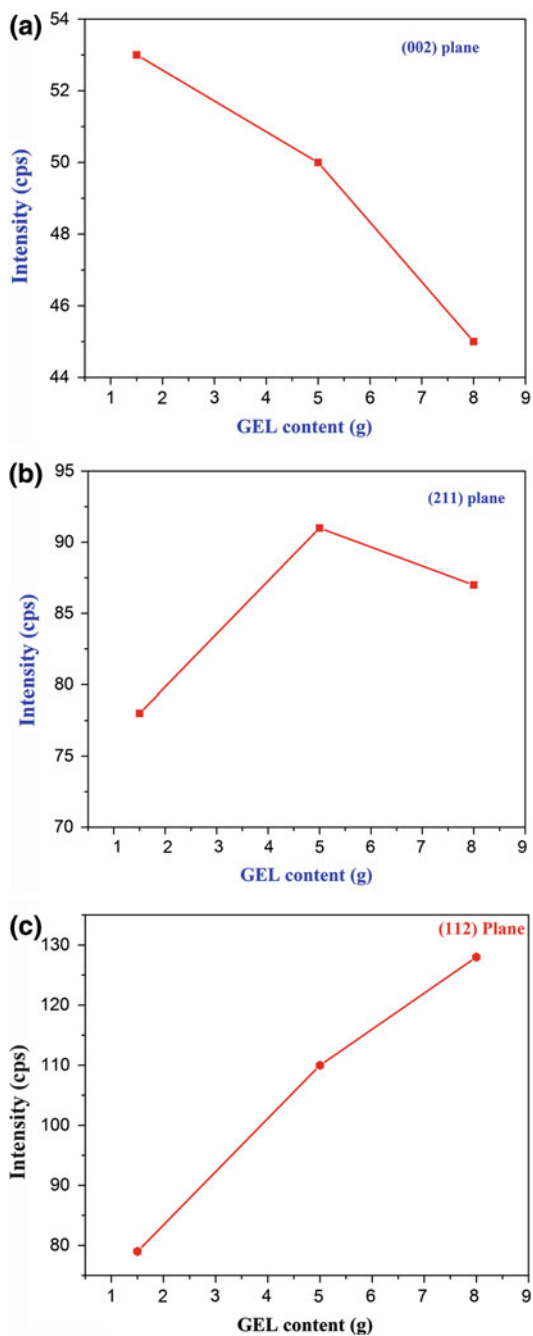 (a)
(002) plane
54
52
50
48
46
44
Intensity (cps)
1 2 3 4 5 6 7 8 9
GEL content (g)
(b)
(211) plane
95
90
85
80
75
70
Intensity (cps)
1 2 3 4 5 6 7 8 9
GEL content (g)
(c)
(112) Plane
130
120
110
100
90
80
Intensity (cps)
1 2 3 4 5 6 7 8 9
GEL content (g)